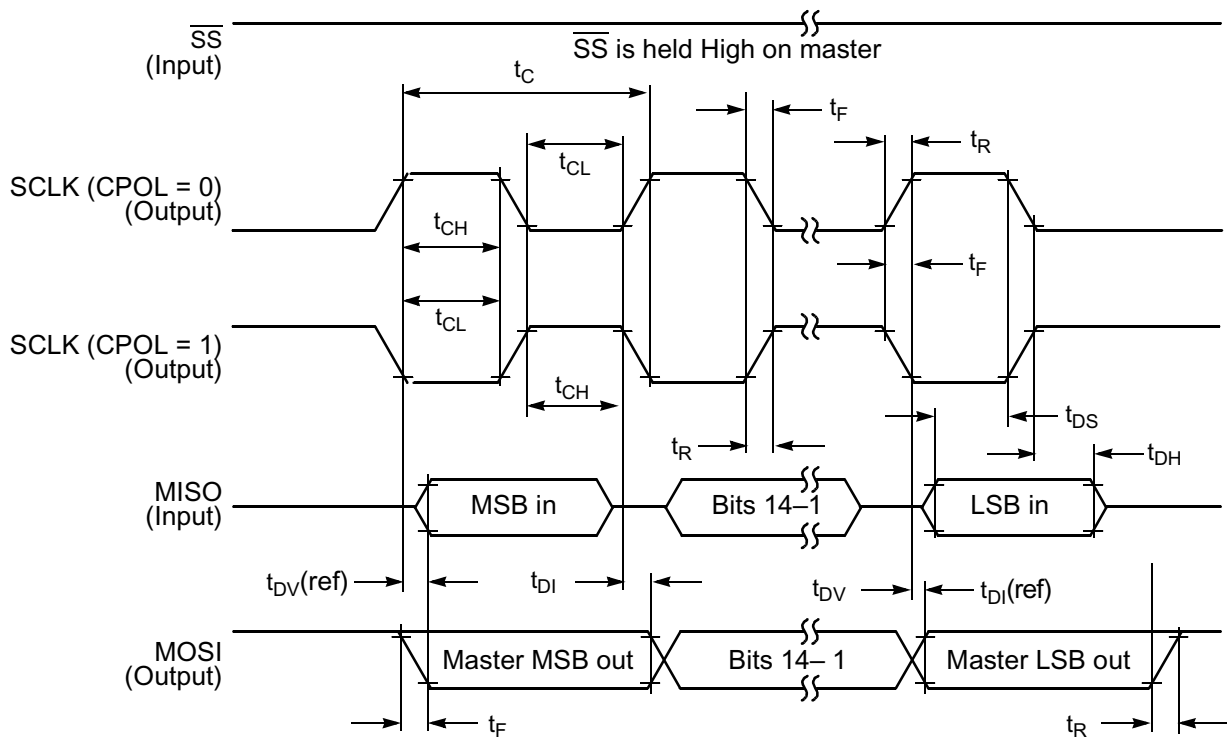 SS
(Input)
SS is held High on master
tC
tF
tR
tCL
SCLK (CPOL = 0)
(Output)
tCH
tF
tCL
SCLK (CPOL = 1)
(Output)
tCH
tDS
tR
tDH
MISO
(Input)
MSB in
Bits 14–1
LSB in
tDV(ref)
tDI
tDV
tDI(ref)
MOSI
(Output)
Master MSB out
Bits 14– 1
Master LSB out
tF
tR